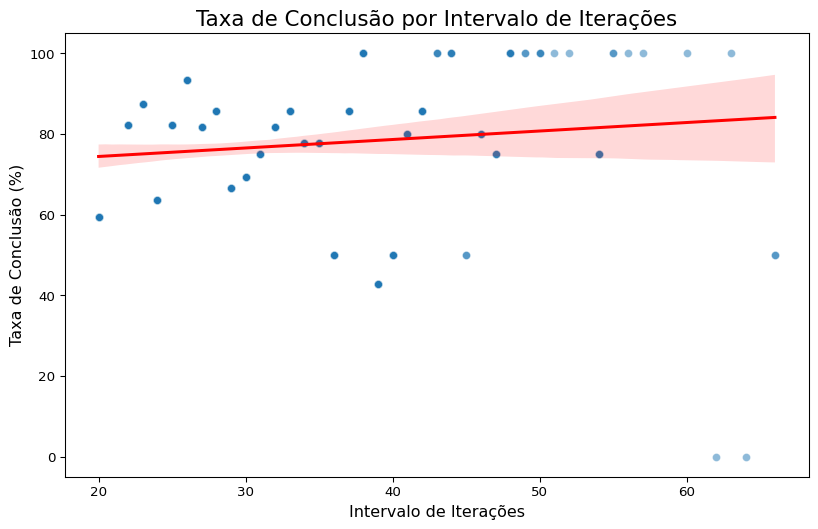 Taxa de Conclusão por Intervalo de Iterações
Taxa de Conclusão (%)
100
80
60
40
20
0
20 30 40 50 60
Intervalo de Iterações